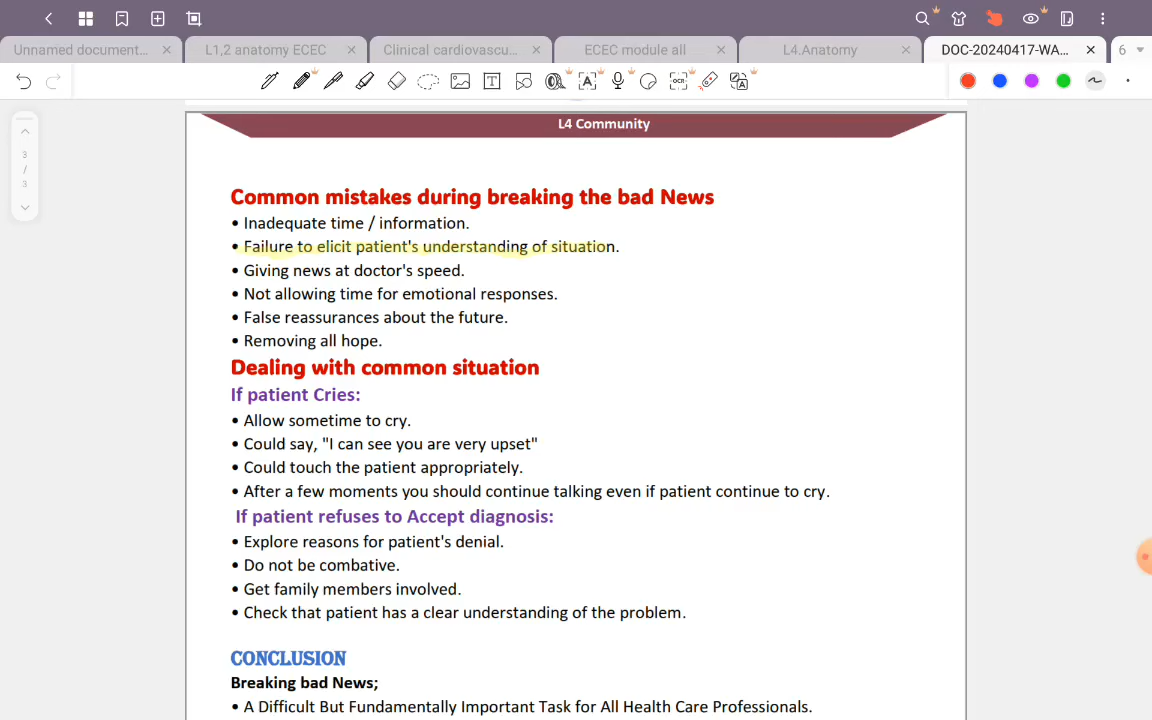 Unnamed document...
L1,2 anatomy ECEC
Clinical cardiovascu...
ECEC module all
L4.Anatomy
DOC-20240417-WA...
6
OCR
3
/
3
L4 Community
Common mistakes during breaking the bad News
• Inadequate time / information.
• Failure to elicit patient's understanding of situation.
• Giving news at doctor's speed.
• Not allowing time for emotional responses.
• False reassurances about the future.
• Removing all hope.
Dealing with common situation
If patient Cries:
• Allow sometime to cry.
• Could say, "I can see you are very upset"
• Could touch the patient appropriately.
• After a few moments you should continue talking even if patient continue to cry.
If patient refuses to Accept diagnosis:
• Explore reasons for patient's denial.
• Do not be combative.
• Get family members involved.
• Check that patient has a clear understanding of the problem.
CONCLUSION
Breaking bad News;
• A Difficult But Fundamentally Important Task for All Health Care Professionals.